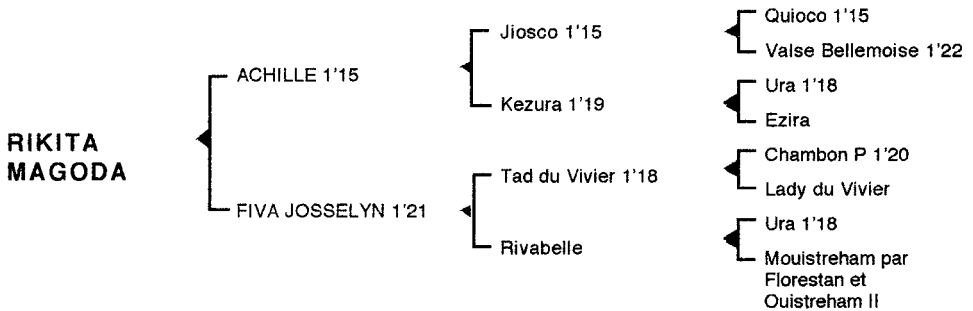 RIKITA
MAGODA
ACHILLE 1'15
FIVA JOSSELYN 1'21
Jiosco 1'15
Kezura 1'19
Tad du Vivier 1'18
Rivabelle
Quioco 1'15
Valse Bellemoise 1'22
Ura 1'18
Ezira
Chambon P 1'20
Lady du Vivier
Ura 1'18
Mouistreham par
Florestan et
Ouistreham II